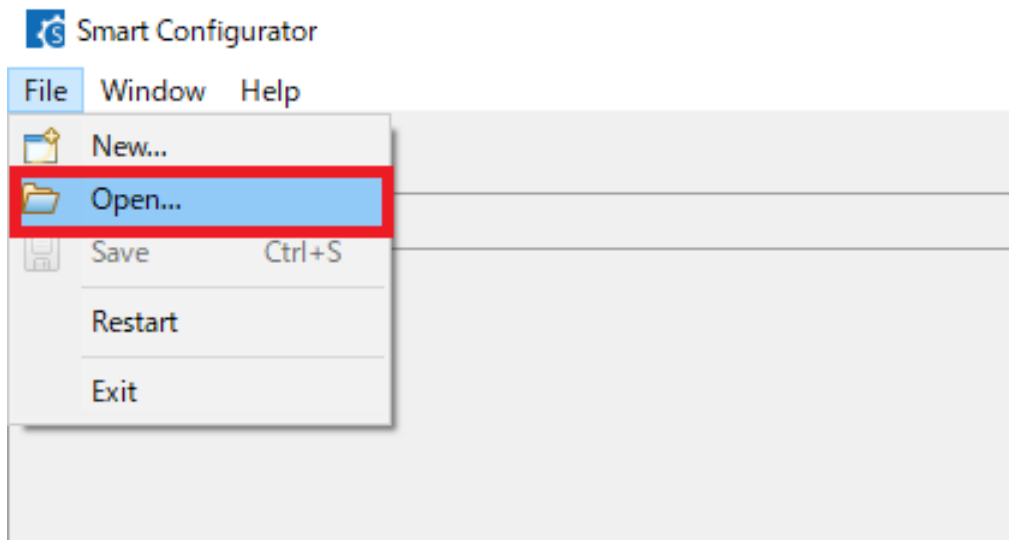 Smart Configurator
File Window Help
New...
Open...
Save Ctrl+S
Restart
Exit